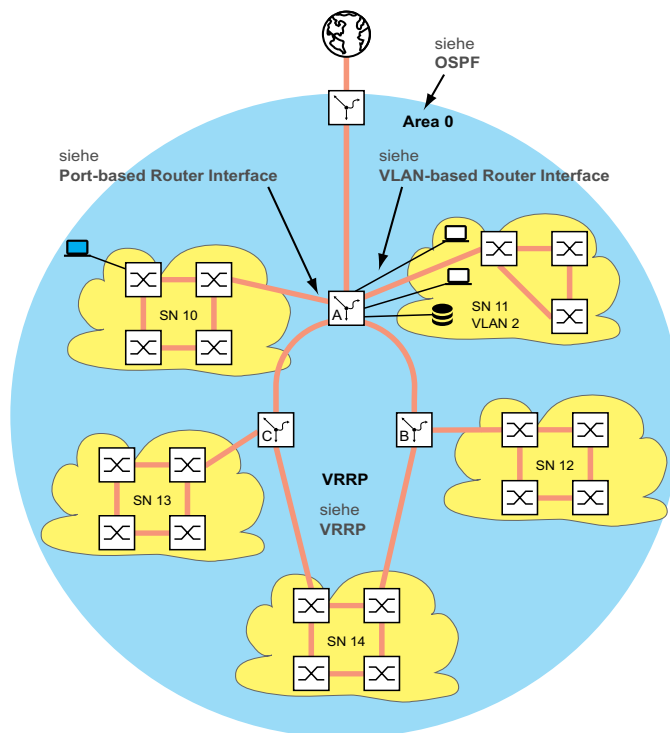 siehe
OSPF
Area 0
siehe
Port-based Router Interface
siehe
VLAN-based Router Interface
SN 10
A
SN 11
VLAN 2
C
B
SN 12
SN 13
VRRP
siehe
VRRP
SN 14